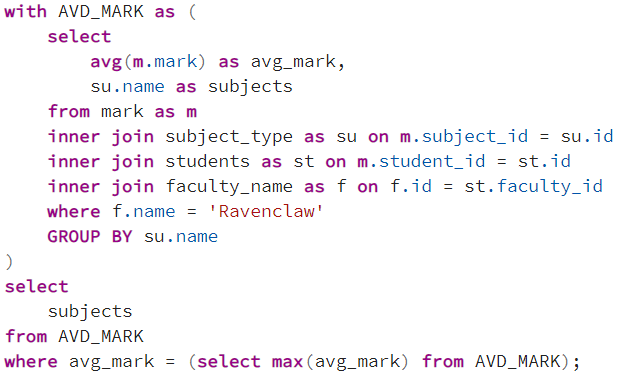 with AVD_MARK as (
    select
        avg(m.mark) as avg_mark,
        su.name as subjects
    from mark as m
    inner join subject_type as su on m.subject_id = su.id
    inner join students as st on m.student_id = st.id
    inner join faculty_name as f on f.id = st.faculty_id
    where f.name = 'Ravenclaw'
    GROUP BY su.name
)
select
    subjects
from AVD_MARK
where avg_mark = (select max(avg_mark) from AVD_MARK);